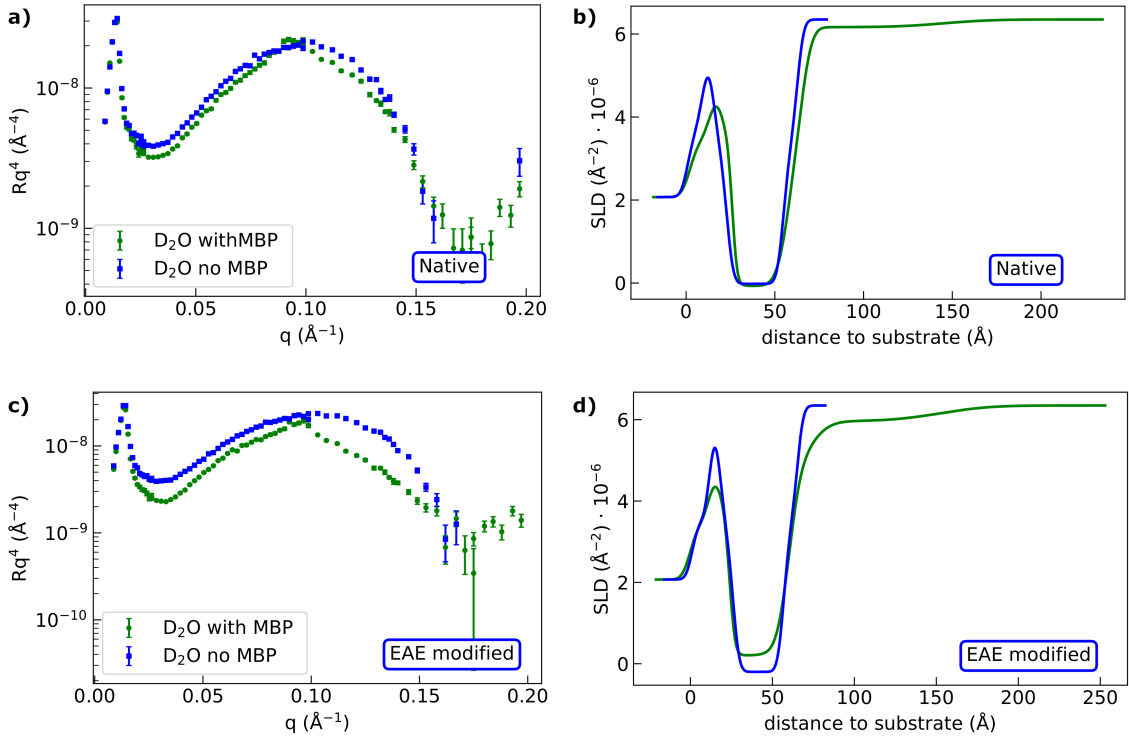 a)
Rq⁴ (Å⁻⁴)
10⁻⁸
10⁻⁹
D₂O withMBP
D₂O no MBP
Native
0.00 0.05 0.10 0.15 0.20
q (Å⁻¹)
b)
SLD (Å⁻²) · 10⁻⁶
6
4
2
0
Native
0 50 100 150 200
distance to substrate (Å)
c)
Rq⁴ (Å⁻⁴)
10⁻⁸
10⁻⁹
10⁻¹⁰
D₂O with MBP
D₂O no MBP
EAE modified
0.00 0.05 0.10 0.15 0.20
q (Å⁻¹)
d)
SLD (Å⁻²) · 10⁻⁶
6
4
2
0
EAE modified
0 50 100 150 200 250
distance to substrate (Å)